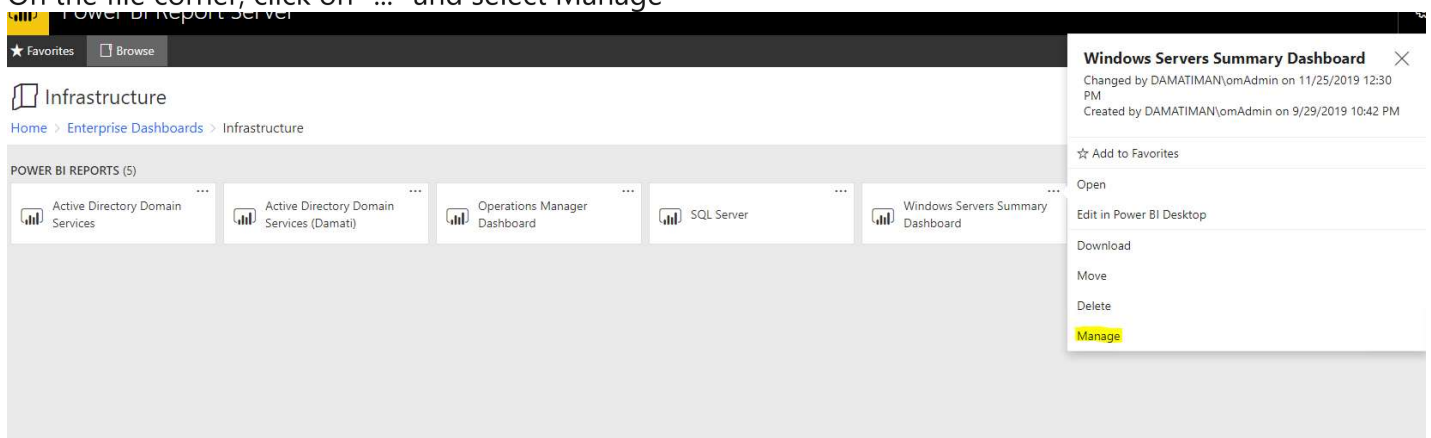 On the file corner, click on "..." and select Manage
Power BI Report Server
★ Favorites Browse
Infrastructure
Home > Enterprise Dashboards > Infrastructure
POWER BI REPORTS (5)
...
Active Directory Domain
Services
...
Active Directory Domain
Services (Damati)
...
Operations Manager
Dashboard
...
SQL Server
...
Windows Servers Summary
Dashboard
Windows Servers Summary Dashboard
Changed by DAMATIMAN\omAdmin on 11/25/2019 12:30
PM
Created by DAMATIMAN\omAdmin on 9/29/2019 10:42 PM
☆ Add to Favorites
Open
Edit in Power BI Desktop
Download
Move
Delete
Manage